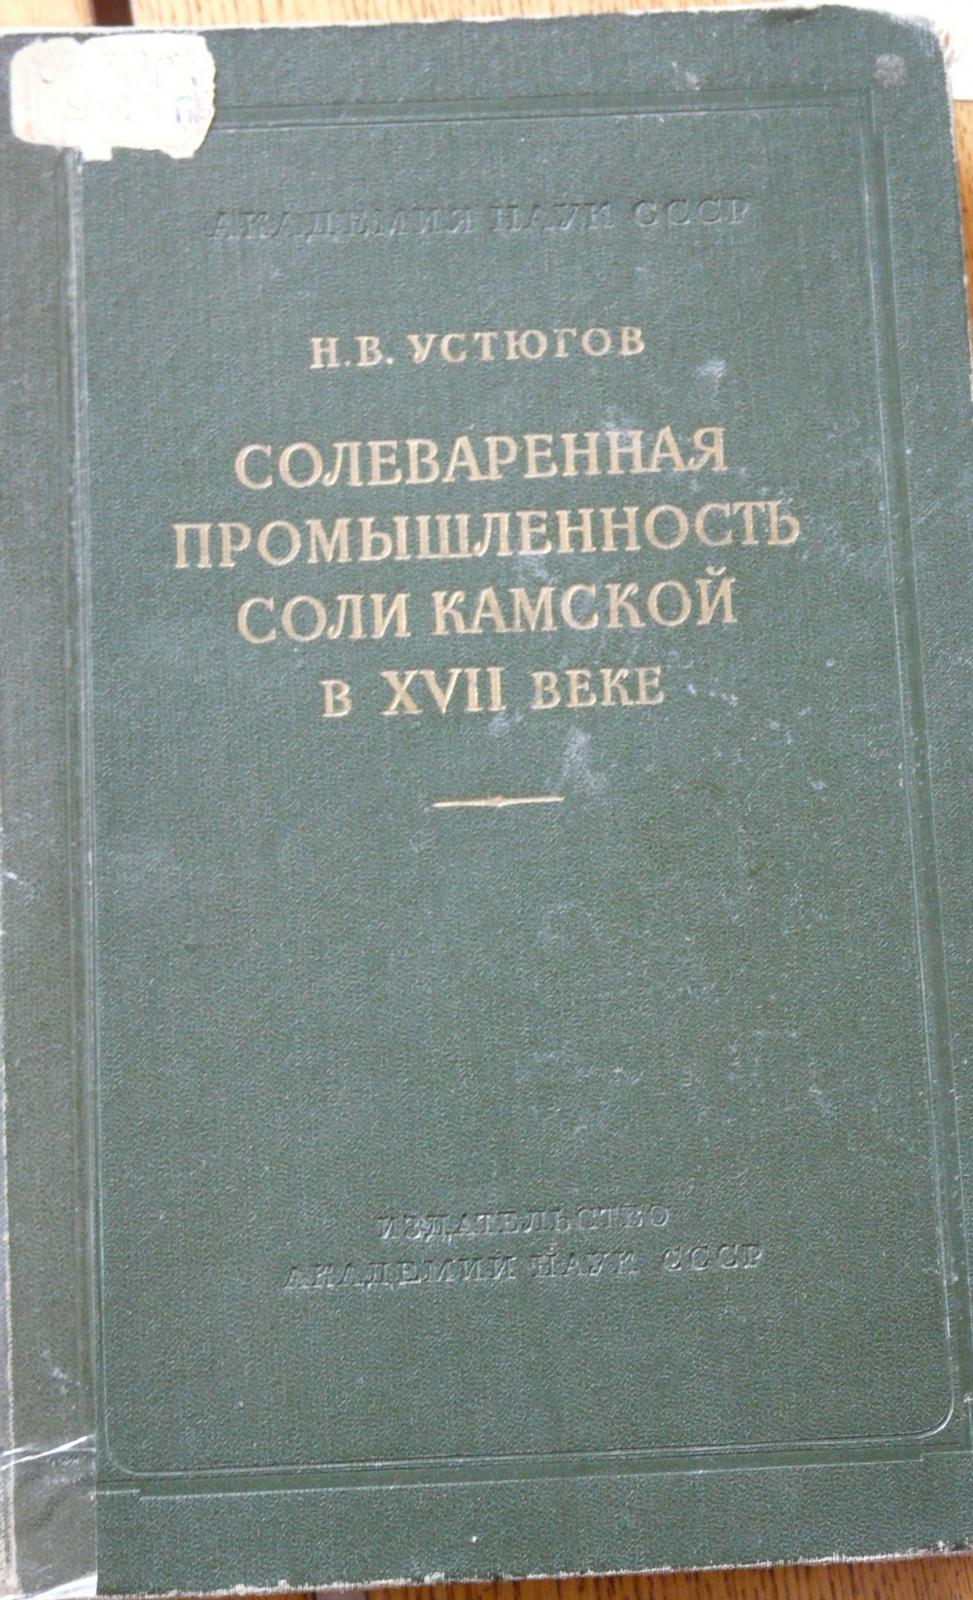 АКАДЕМИЯ НАУК СССР
Н.В. УСТЮГОВ
СОЛЕВАРЕННАЯ
ПРОМЫШЛЕННОСТЬ
СОЛИ КАМСКОЙ
В XVII ВЕКЕ
ИЗДАТЕЛЬСТВО
АКАДЕМИИ НАУК СССР